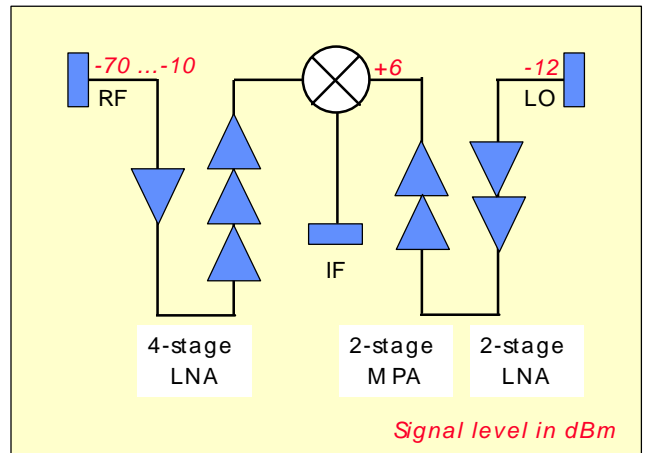 -70 ...-10
RF
+6
-12
LO
IF
4-stage
LNA
2-stage
MPA
2-stage
LNA
Signal level in dBm